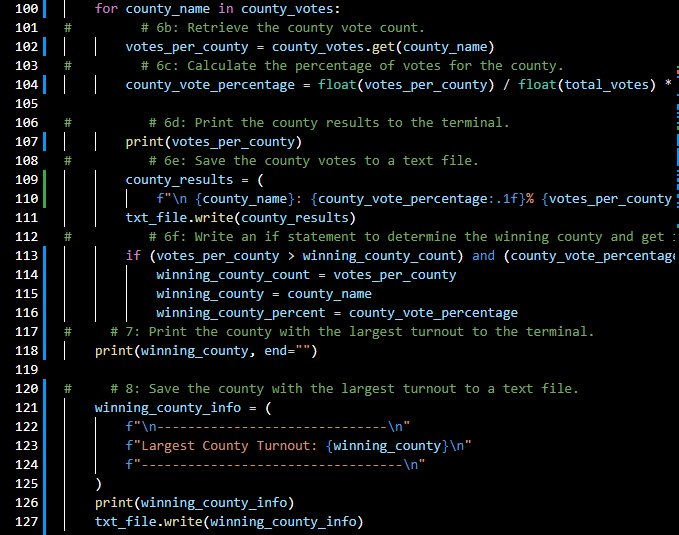 100 for county_name in county_votes:
101 # # 6b: Retrieve the county vote count.
102 votes_per_county = county_votes.get(county_name)
103 # # 6c: Calculate the percentage of votes for the county.
104 county_vote_percentage = float(votes_per_county) / float(total_votes) *
105
106 # # 6d: Print the county results to the terminal.
107 print(votes_per_county)
108 # # 6e: Save the county votes to a text file.
109 county_results = (
110 f"\n {county_name}: {county_vote_percentage:.1f}% {votes_per_county
111 txt_file.write(county_results)
112 # # 6f: Write an if statement to determine the winning county and get
113 if (votes_per_county > winning_county_count) and (county_vote_percentage
114 winning_county_count = votes_per_county
115 winning_county = county_name
116 winning_county_percent = county_vote_percentage
117 # # 7: Print the county with the largest turnout to the terminal.
118 print(winning_county, end="")
119
120 # # 8: Save the county with the largest turnout to a text file.
121 winning_county_info = (
122 f"\n-----------------------------\n"
123 f"Largest County Turnout: {winning_county}\n"
124 f"---------------------------------\n"
125 )
126 print(winning_county_info)
127 txt_file.write(winning_county_info)